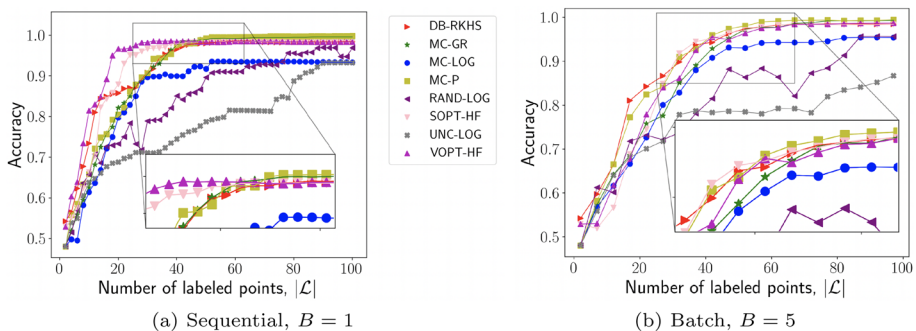 1.0
0.9
0.8
0.7
0.6
0.5
Accuracy
0 20 40 60 80 100
Number of labeled points, |ℒ|
(a) Sequential, B = 1
DB-RKHS
MC-GR
MC-LOG
MC-P
RAND-LOG
SOPT-HF
UNC-LOG
VOPT-HF
1.0
0.9
0.8
0.7
0.6
0.5
Accuracy
0 20 40 60 80 100
Number of labeled points, |ℒ|
(b) Batch, B = 5